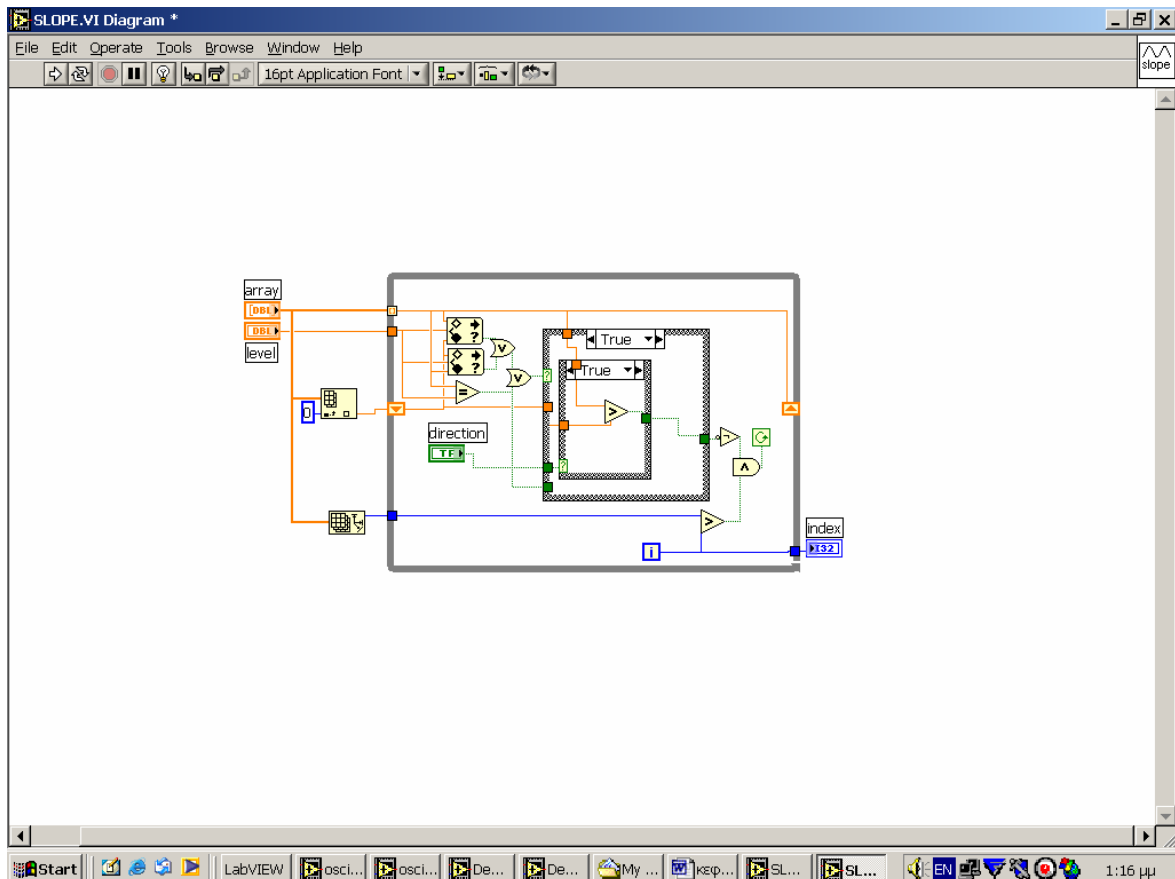 SLOPE.VI Diagram *
File Edit Operate Tools Browse Window Help
16pt Application Font
slope
array
DBL
DBL
level
0
direction
TF
True
True
?
?
?
?
=
>
>
V
V
Λ
i
index
I32
Start LabVIEW osci... osci... De... De... My ... κεφ... SL... SL... EN 1:16 μμ